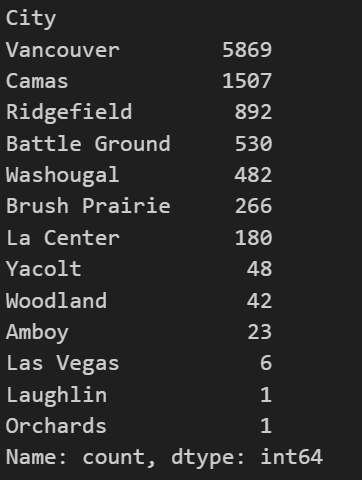 City
Vancouver 5869
Camas 1507
Ridgefield 892
Battle Ground 530
Washougal 482
Brush Prairie 266
La Center 180
Yacolt 48
Woodland 42
Amboy 23
Las Vegas 6
Laughlin 1
Orchards 1
Name: count, dtype: int64